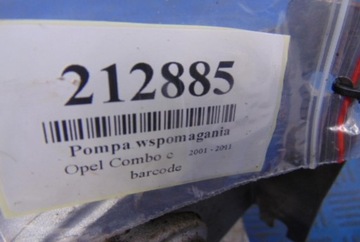 212885
Pompa wspomagania
Opel Combo c 2001 - 2011
barcode